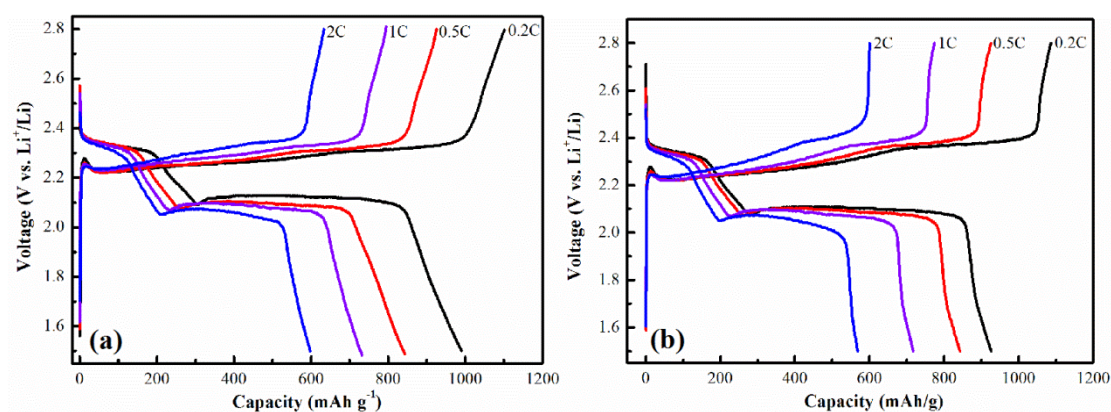 2.8
2.6
2.4
2.2
2.0
1.8
1.6
Voltage (V vs. Li⁺/Li)
2C
1C
0.5C
0.2C
(a)
0
200
400
600
800
1000
1200
Capacity (mAh g⁻¹)
2.8
2.6
2.4
2.2
2.0
1.8
1.6
Voltage (V vs. Li⁺/Li)
2C
1C
0.5C
0.2C
(b)
0
200
400
600
800
1000
1200
Capacity (mAh/g)